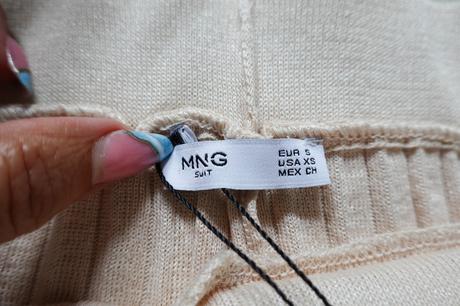 MNG
SUIT
EUR S
USA XS
MEX CH